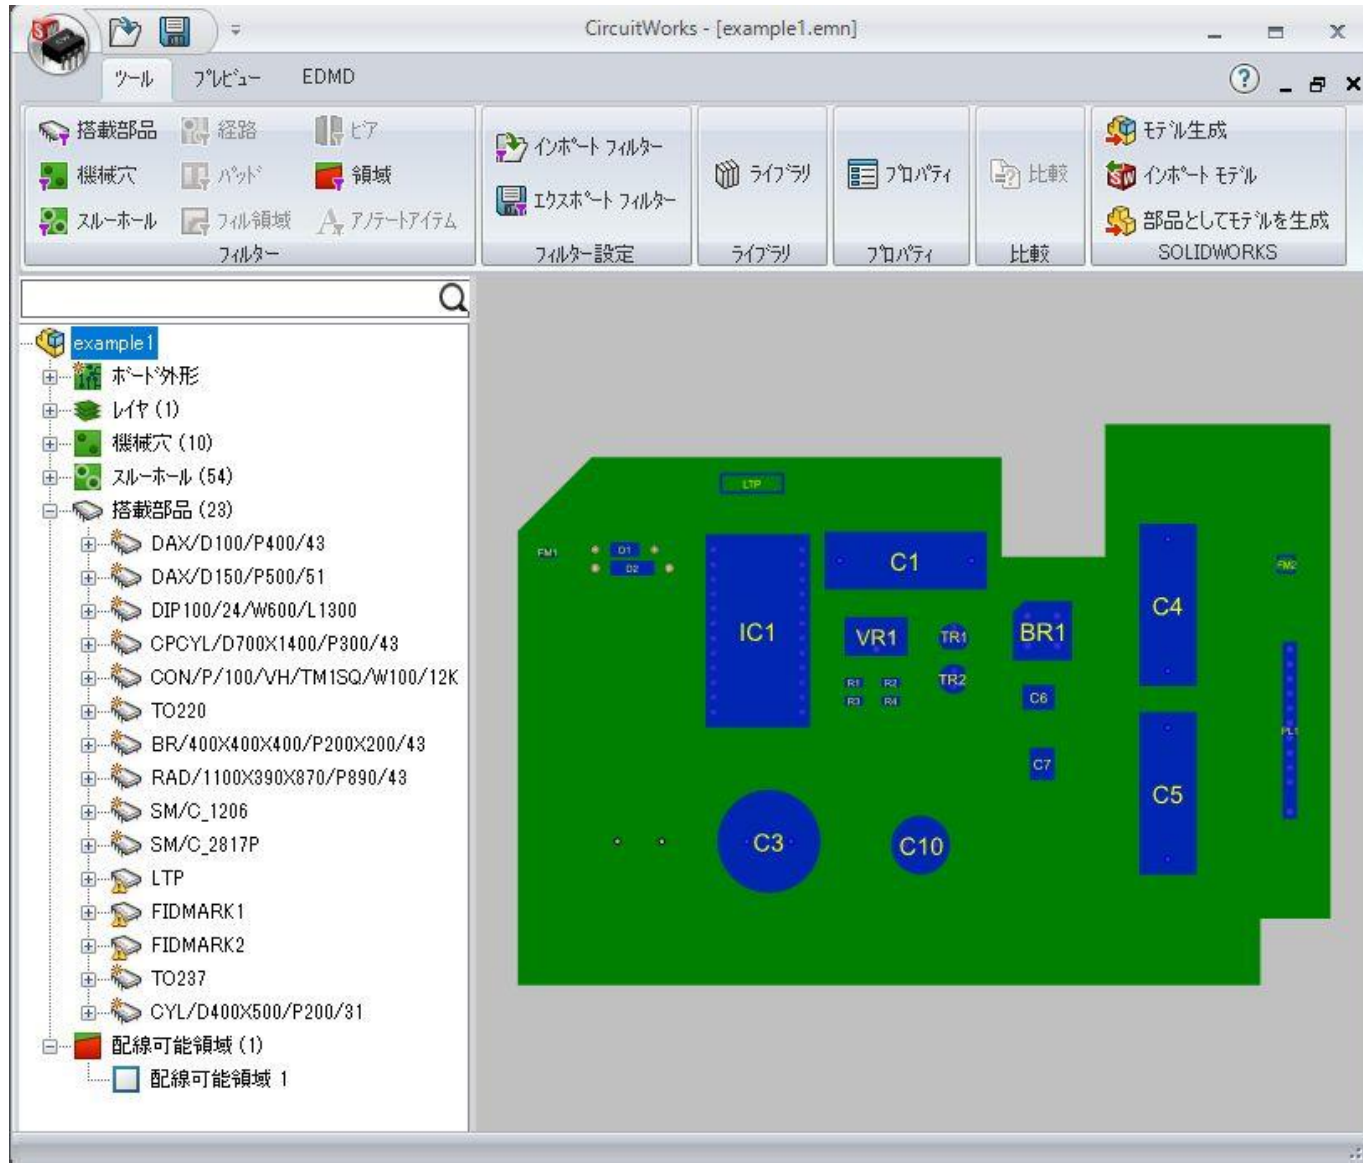 CircuitWorks - [example1.emn]
ツール プレビュー EDMD
搭載部品 経路 ビア
機械穴 パッド 領域
スルーホール フィル領域 アノテートアイテム
フィルター
インポート フィルター
エクスポート フィルター
フィルター設定
ライブラリ
ライブラリ
プロパティ
プロパティ
比較
比較
モデル生成
インポート モデル
部品としてモデルを生成
SOLIDWORKS
example1
ボード外形
レイヤ (1)
機械穴 (10)
スルーホール (54)
搭載部品 (23)
DAX/D100/P400/43
DAX/D150/P500/51
DIP100/24/W600/L1300
CPCYL/D700X1400/P300/43
CON/P/100/VH/TM1SQ/W100/12K
TO220
BR/400X400X400/P200X200/43
RAD/1100X390X870/P890/43
SM/C_1206
SM/C_2817P
LTP
FIDMARK1
FIDMARK2
TO237
CYL/D400X500/P200/31
配線可能領域 (1)
配線可能領域 1
LTP
FM1 D1 C1 FM2
D2
IC1 VR1 TR1 BR1 C4
R1 R2 TR2
R3 R4 C6
PL1
C7
C5
C3 C10